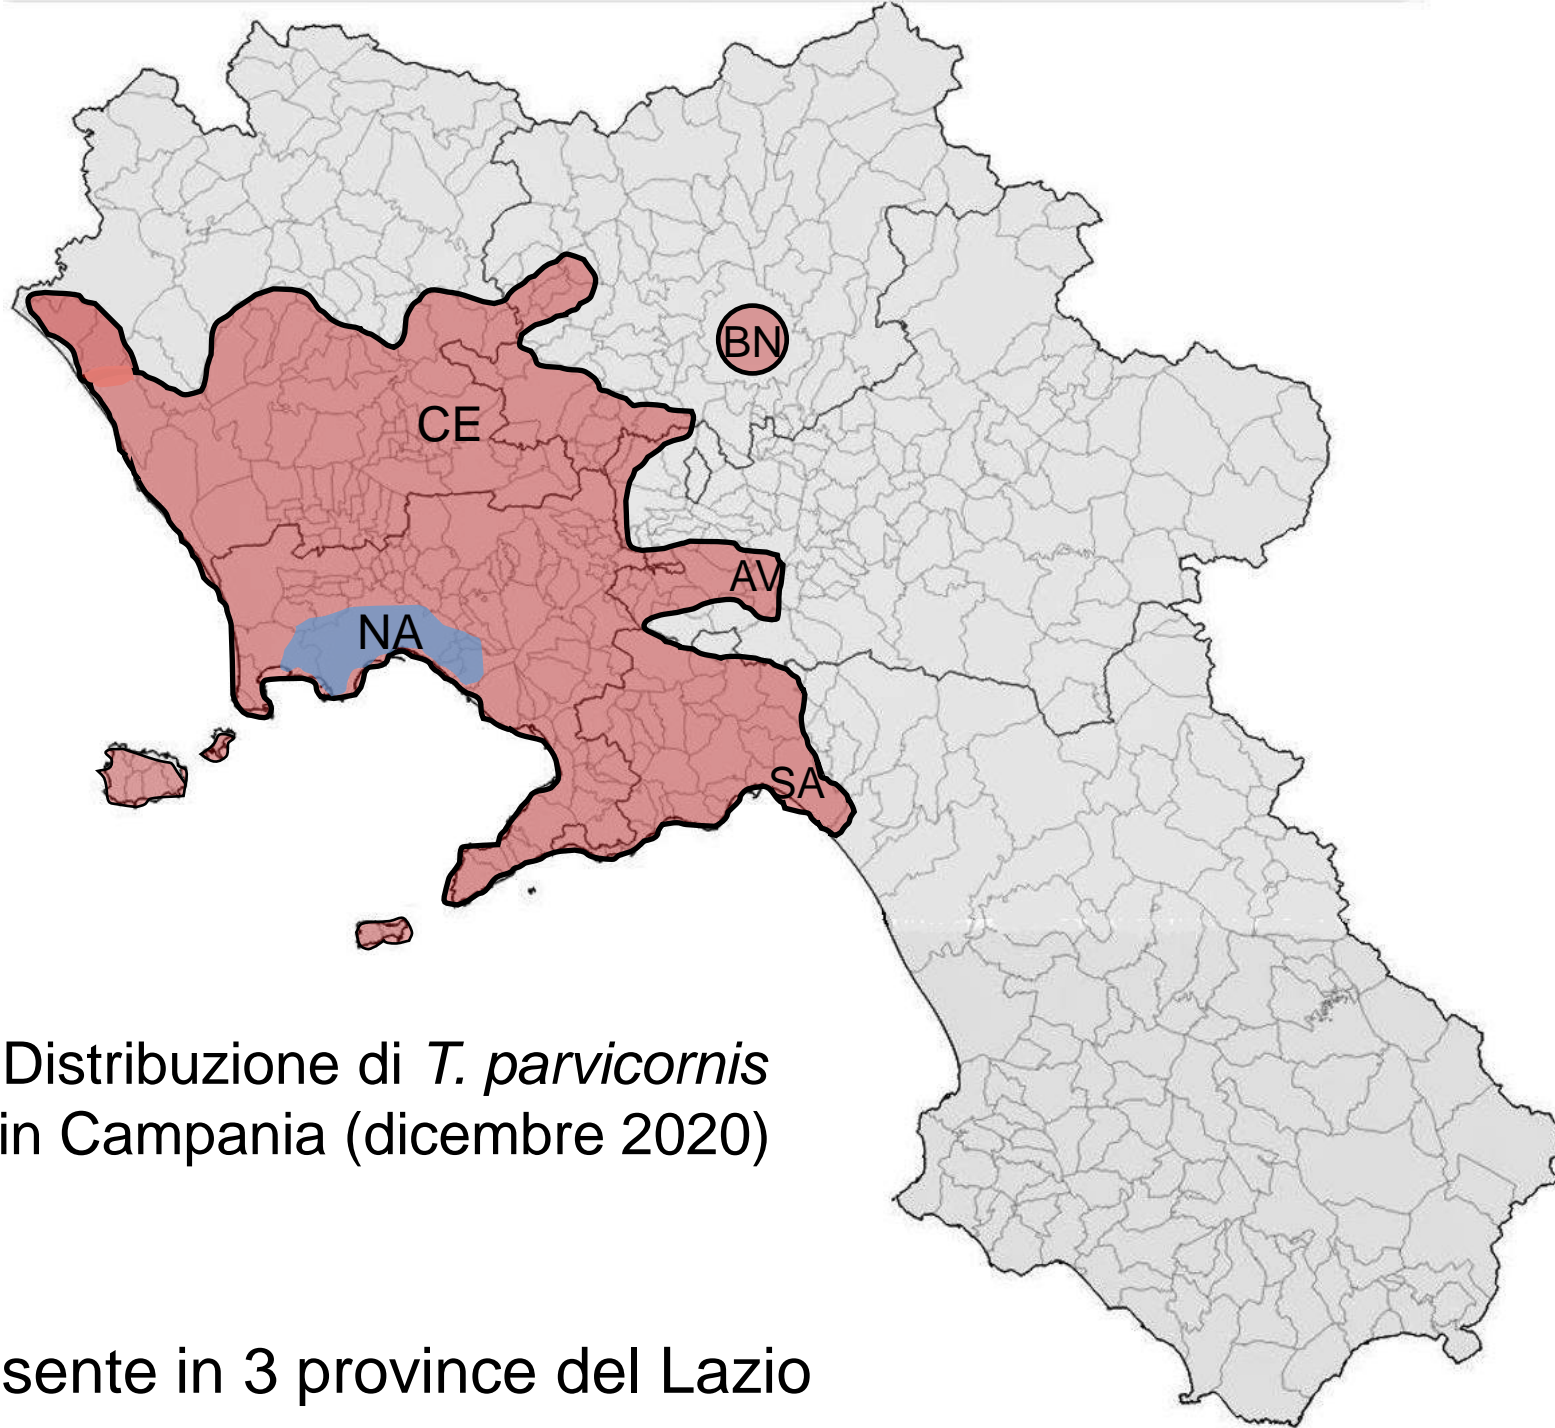 BN
CE
AV
NA
SA
Distribuzione di T. parvicornis
in Campania (dicembre 2020)
sente in 3 province del Lazio